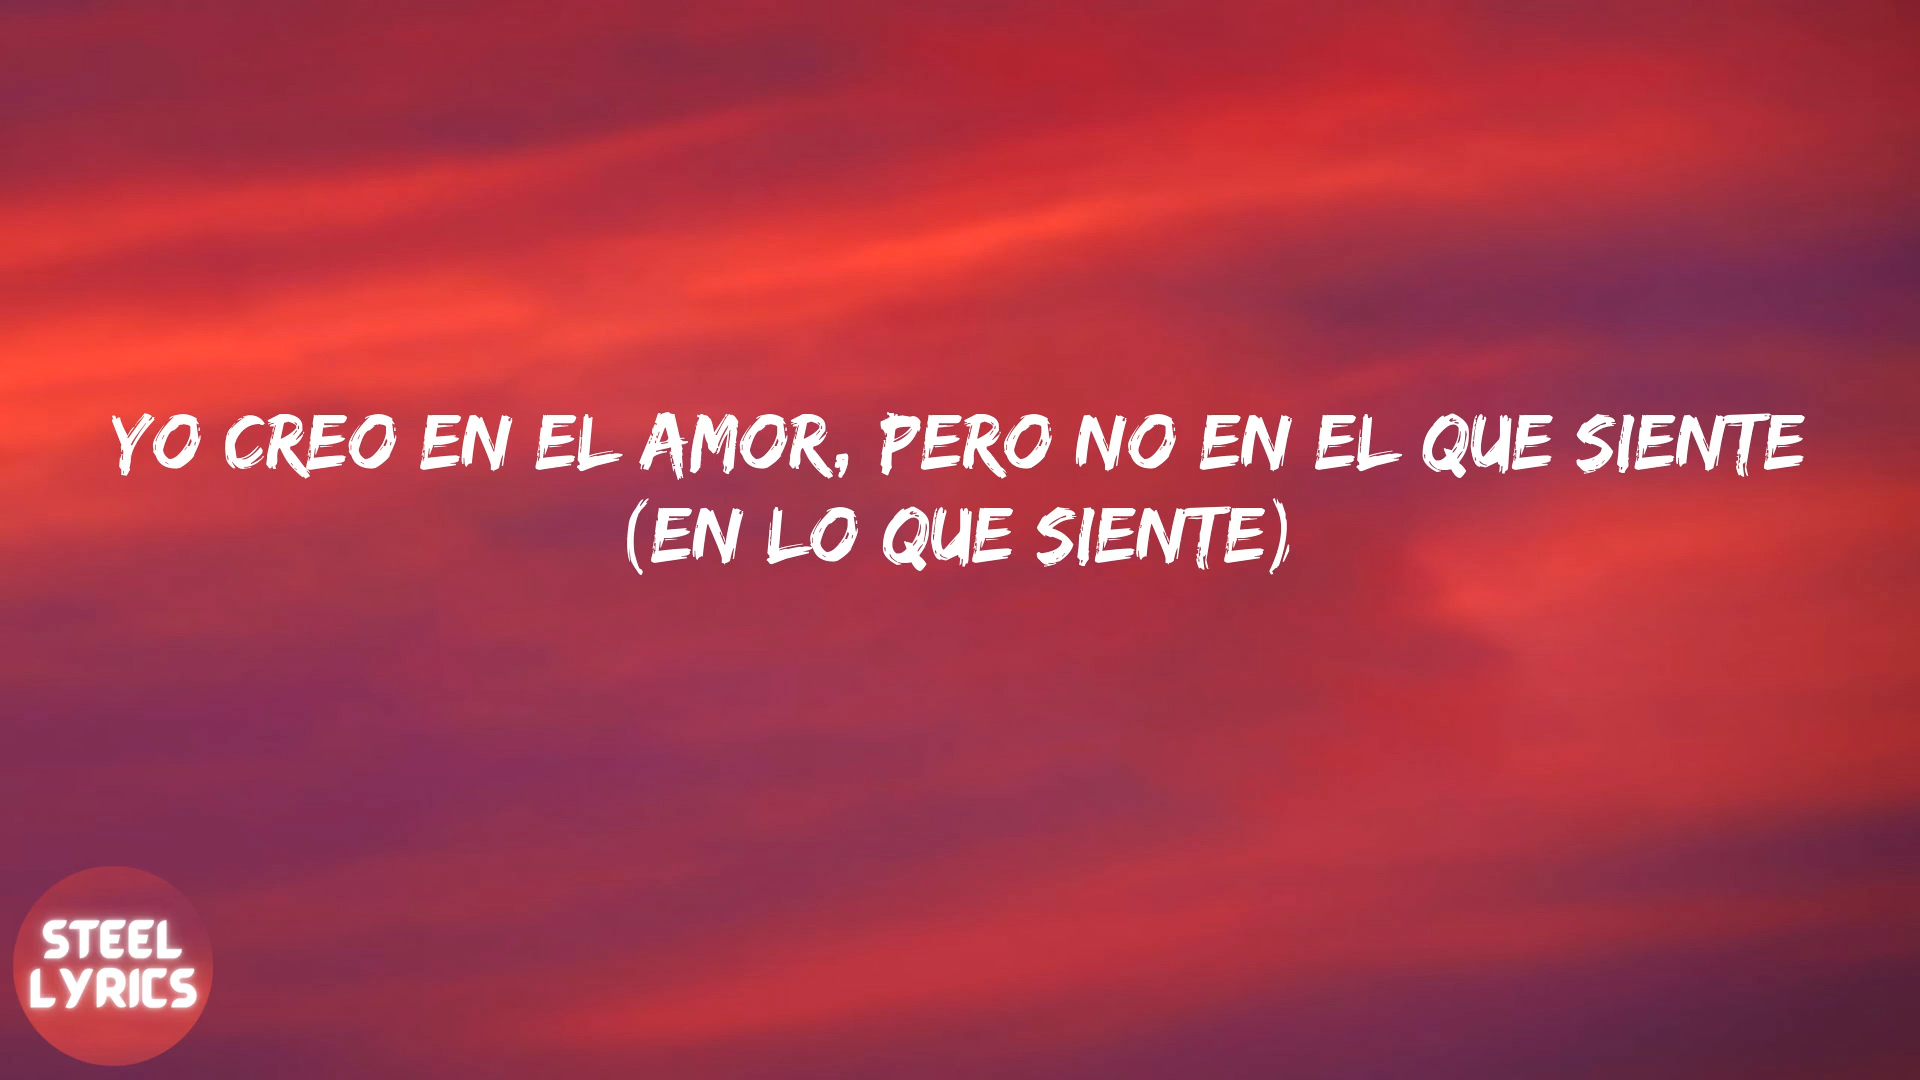 YO CREO EN EL AMOR, PERO NO EN EL QUE SIENTE
(EN LO QUE SIENTE)
STEEL
LYRICS